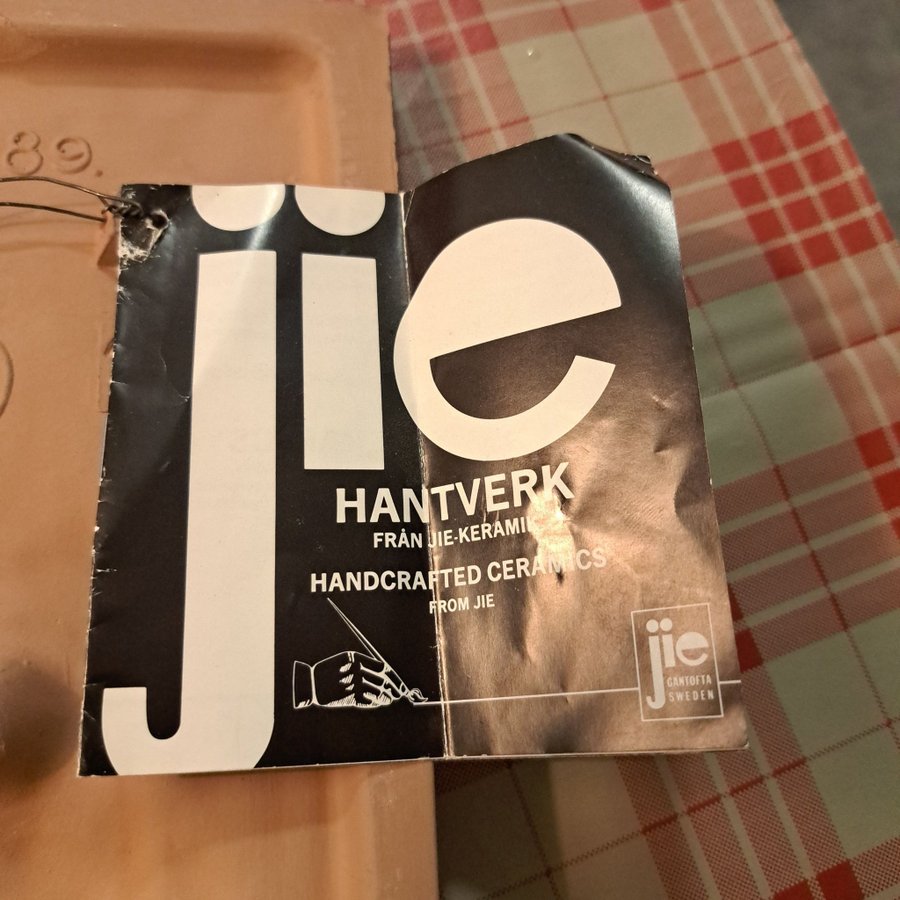 89.
jie
HANTVERK
FRÅN JIE-KERAMIK
HANDCRAFTED CERAMICS
FROM JIE
jie
GANTOFTA
SWEDEN